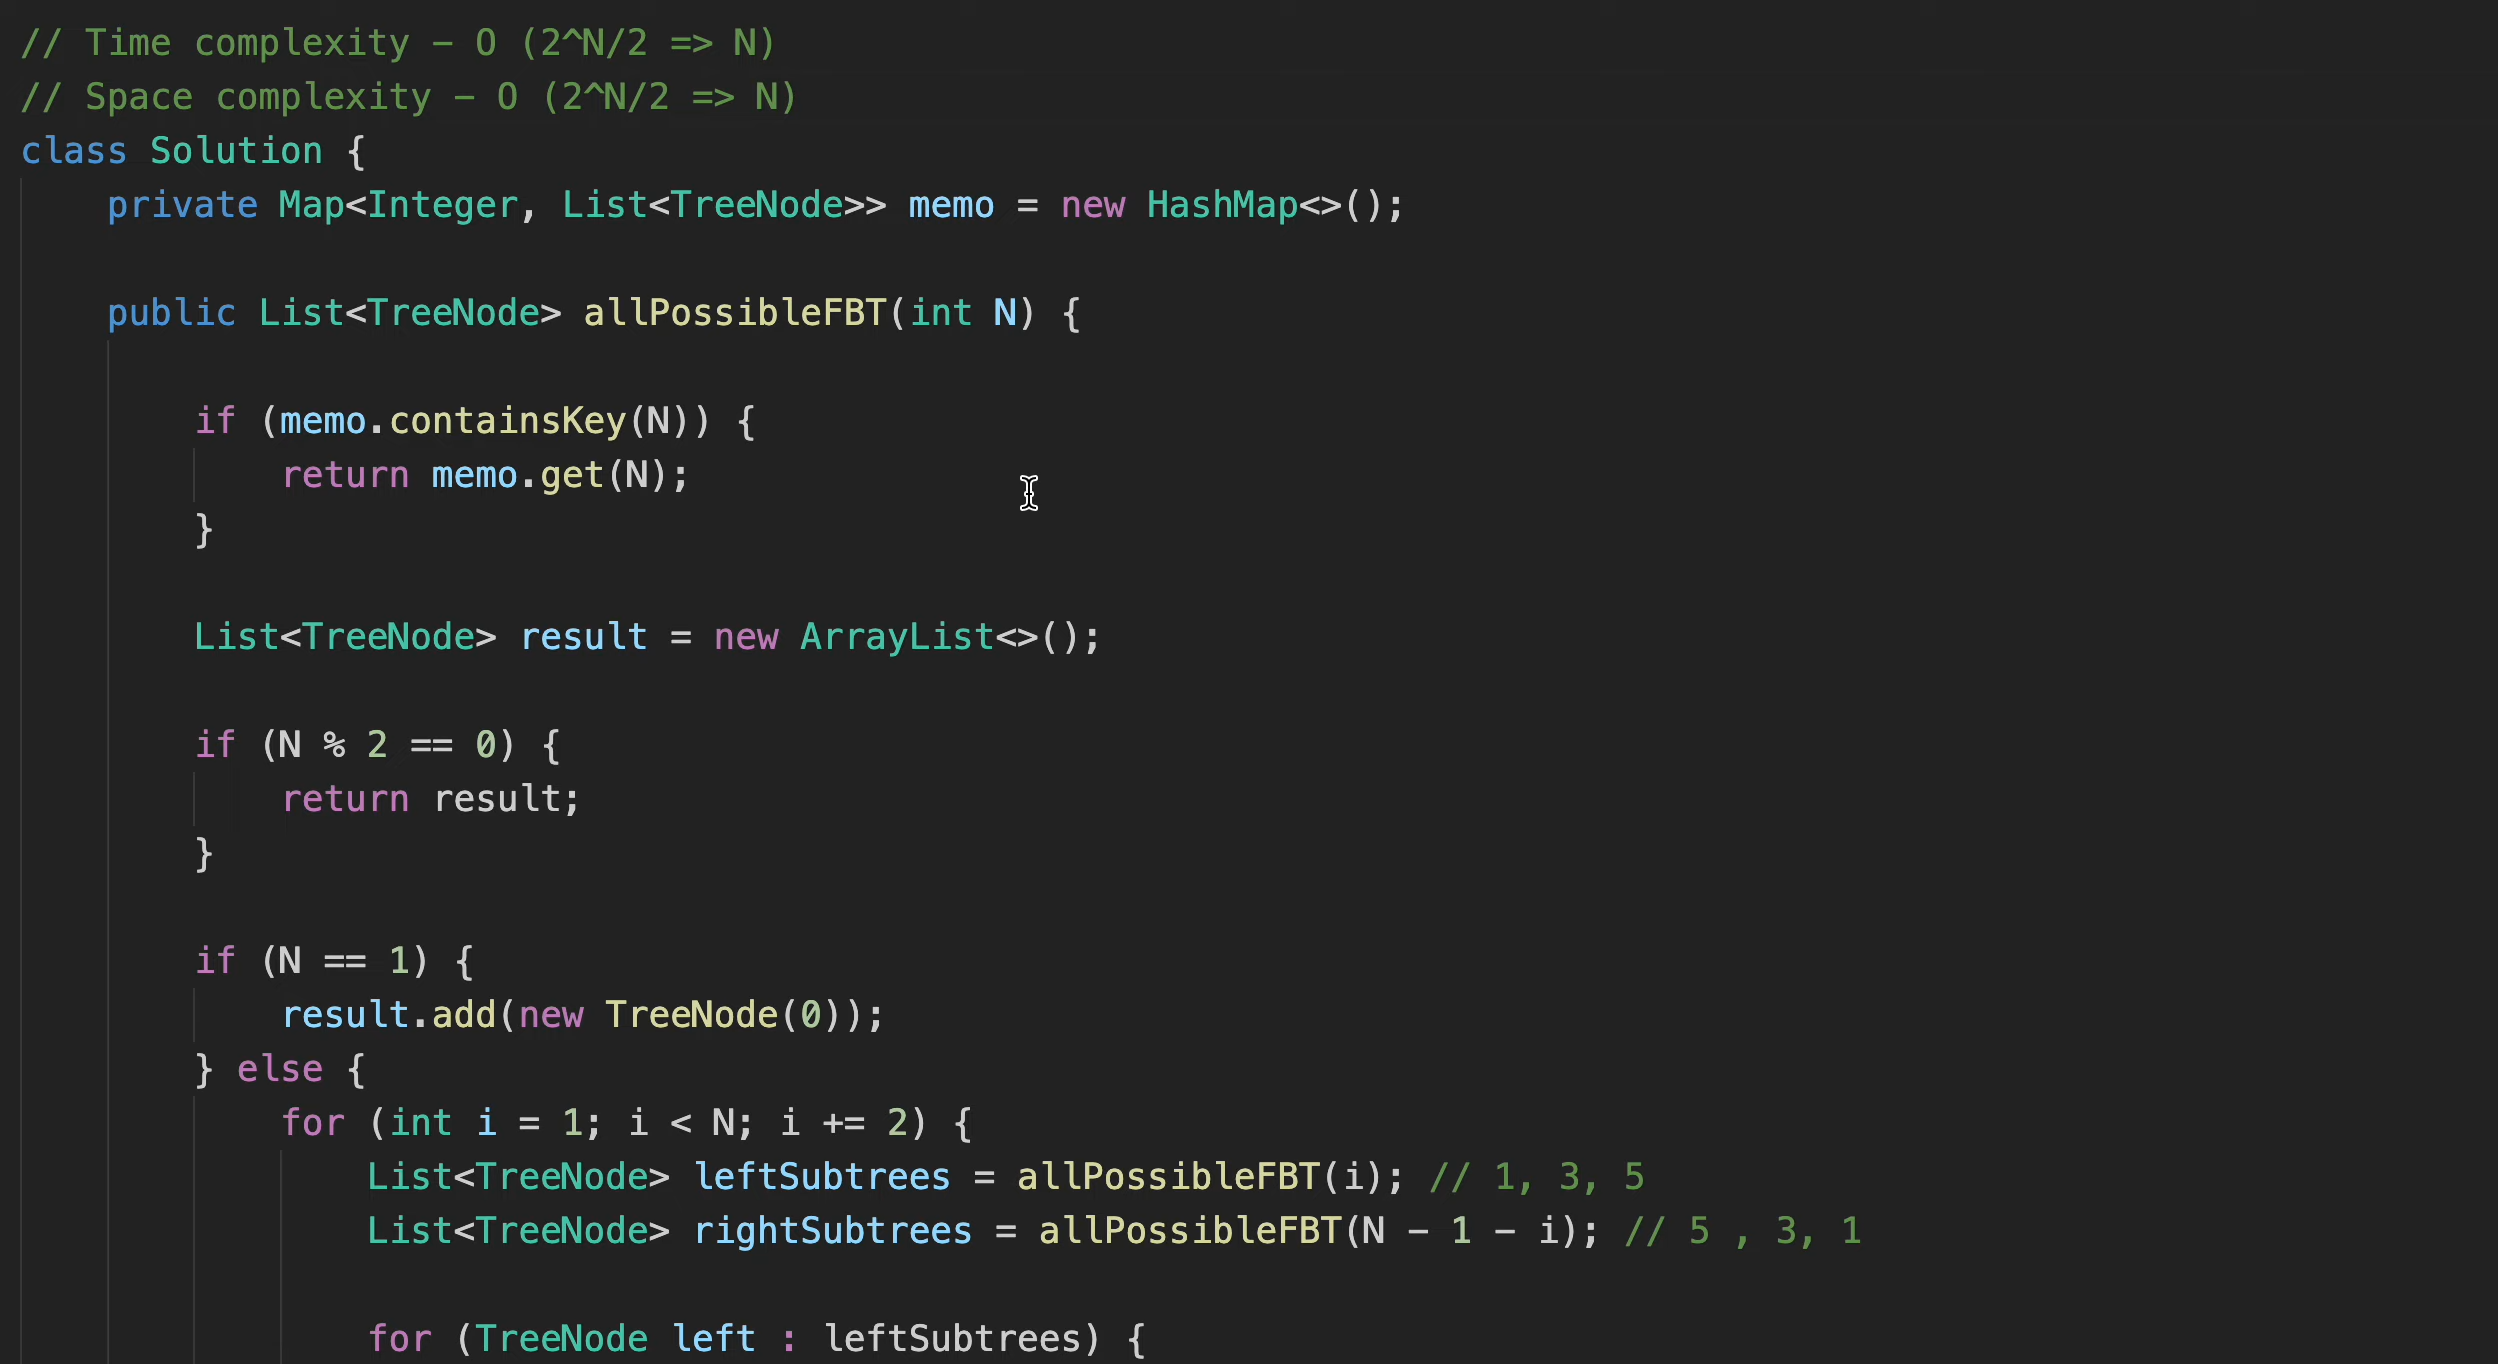 // Time complexity - O (2^N/2 => N)
// Space complexity - O (2^N/2 => N)
class Solution {
private Map<Integer, List<TreeNode>> memo = new HashMap<>();
public List<TreeNode> allPossibleFBT(int N) {
if (memo.containsKey(N)) {
return memo.get(N);
}
List<TreeNode> result = new ArrayList<>();
if (N % 2 == 0) {
return result;
}
if (N == 1) {
result.add(new TreeNode(0));
} else {
for (int i = 1; i < N; i += 2) {
List<TreeNode> leftSubtrees = allPossibleFBT(i); // 1, 3, 5
List<TreeNode> rightSubtrees = allPossibleFBT(N - 1 - i); // 5 , 3, 1
for (TreeNode left : leftSubtrees) {